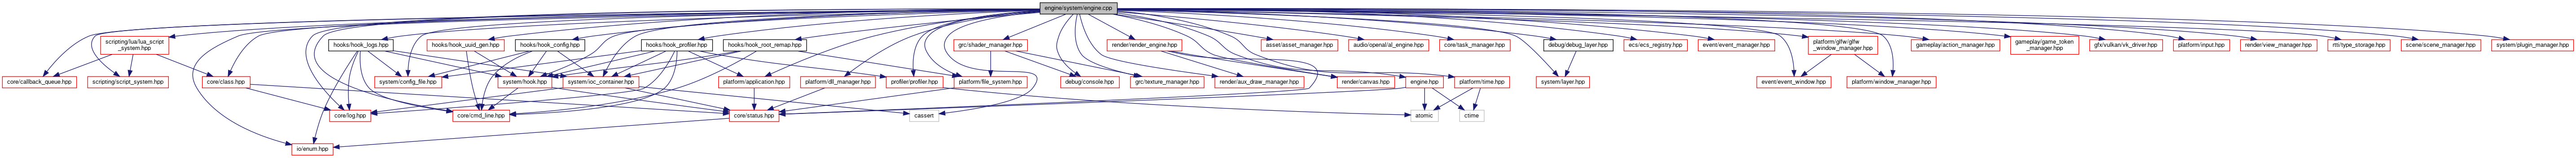 engine/system/engine.cpp
scripting/lua/lua_script
_system.hpp
hooks/hook_logs.hpp
hooks/hook_uuid_gen.hpp
hooks/hook_config.hpp
hooks/hook_profiler.hpp
hooks/hook_root_remap.hpp
grc/shader_manager.hpp
render/render_engine.hpp
asset/asset_manager.hpp
audio/openal/al_engine.hpp
core/task_manager.hpp
debug/debug_layer.hpp
ecs/ecs_registry.hpp
event/event_manager.hpp
platform/glfw/glfw
_window_manager.hpp
gameplay/action_manager.hpp
gameplay/game_token
_manager.hpp
gfx/vulkan/vk_driver.hpp
platform/input.hpp
render/view_manager.hpp
rtti/type_storage.hpp
scene/scene_manager.hpp
system/plugin_manager.hpp
core/callback_queue.hpp
scripting/script_system.hpp
core/class.hpp
system/config_file.hpp
system/hook.hpp
system/ioc_container.hpp
platform/application.hpp
platform/dll_manager.hpp
profiler/profiler.hpp
platform/file_system.hpp
debug/console.hpp
grc/texture_manager.hpp
render/aux_draw_manager.hpp
render/canvas.hpp
engine.hpp
platform/time.hpp
system/layer.hpp
event/event_window.hpp
platform/window_manager.hpp
core/log.hpp
core/cmd_line.hpp
core/status.hpp
cassert
atomic
ctime
io/enum.hpp